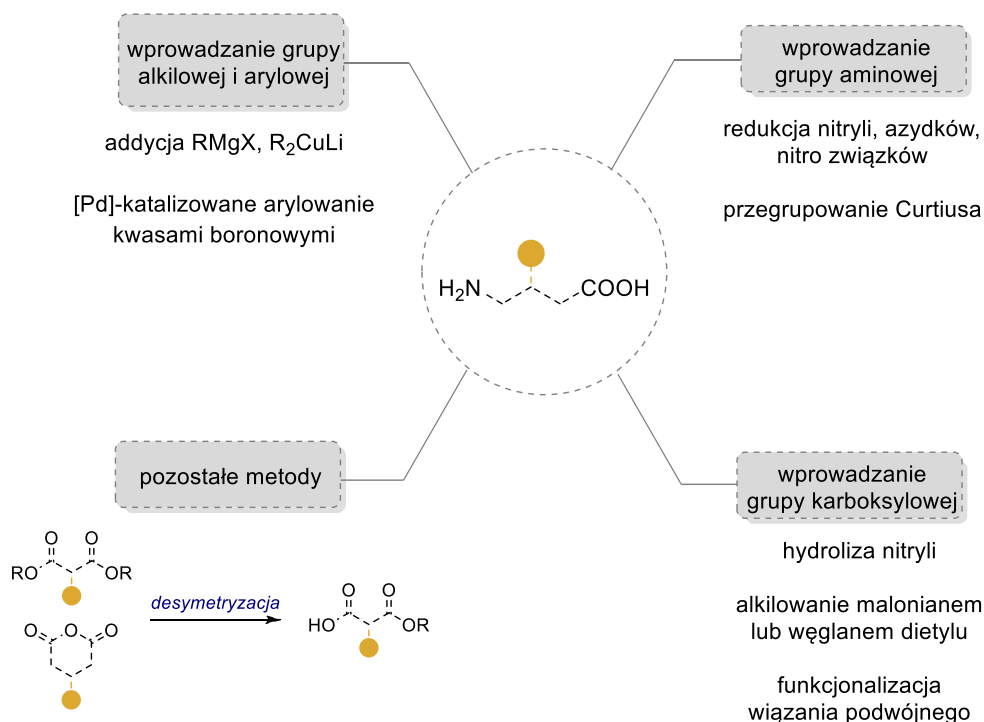 wprowadzanie grupy
alkilowej i arylowej
addycja RMgX, R₂CuLi
[Pd]-katalizowane arylowanie
kwasami boronowymi
wprowadzanie
grupy aminowej
redukcja nitryli, azydków,
nitro związków
przegrupowanie Curtiusa
H₂N COOH
pozostałe metody
O O
RO OR
O O O
desymetryzacja
O O
HO OR
wprowadzanie
grupy karboksylowej
hydroliza nitryli
alkilowanie malonianem
lub węglanem dietylu
funkcjonalizacja
wiązania podwójnego